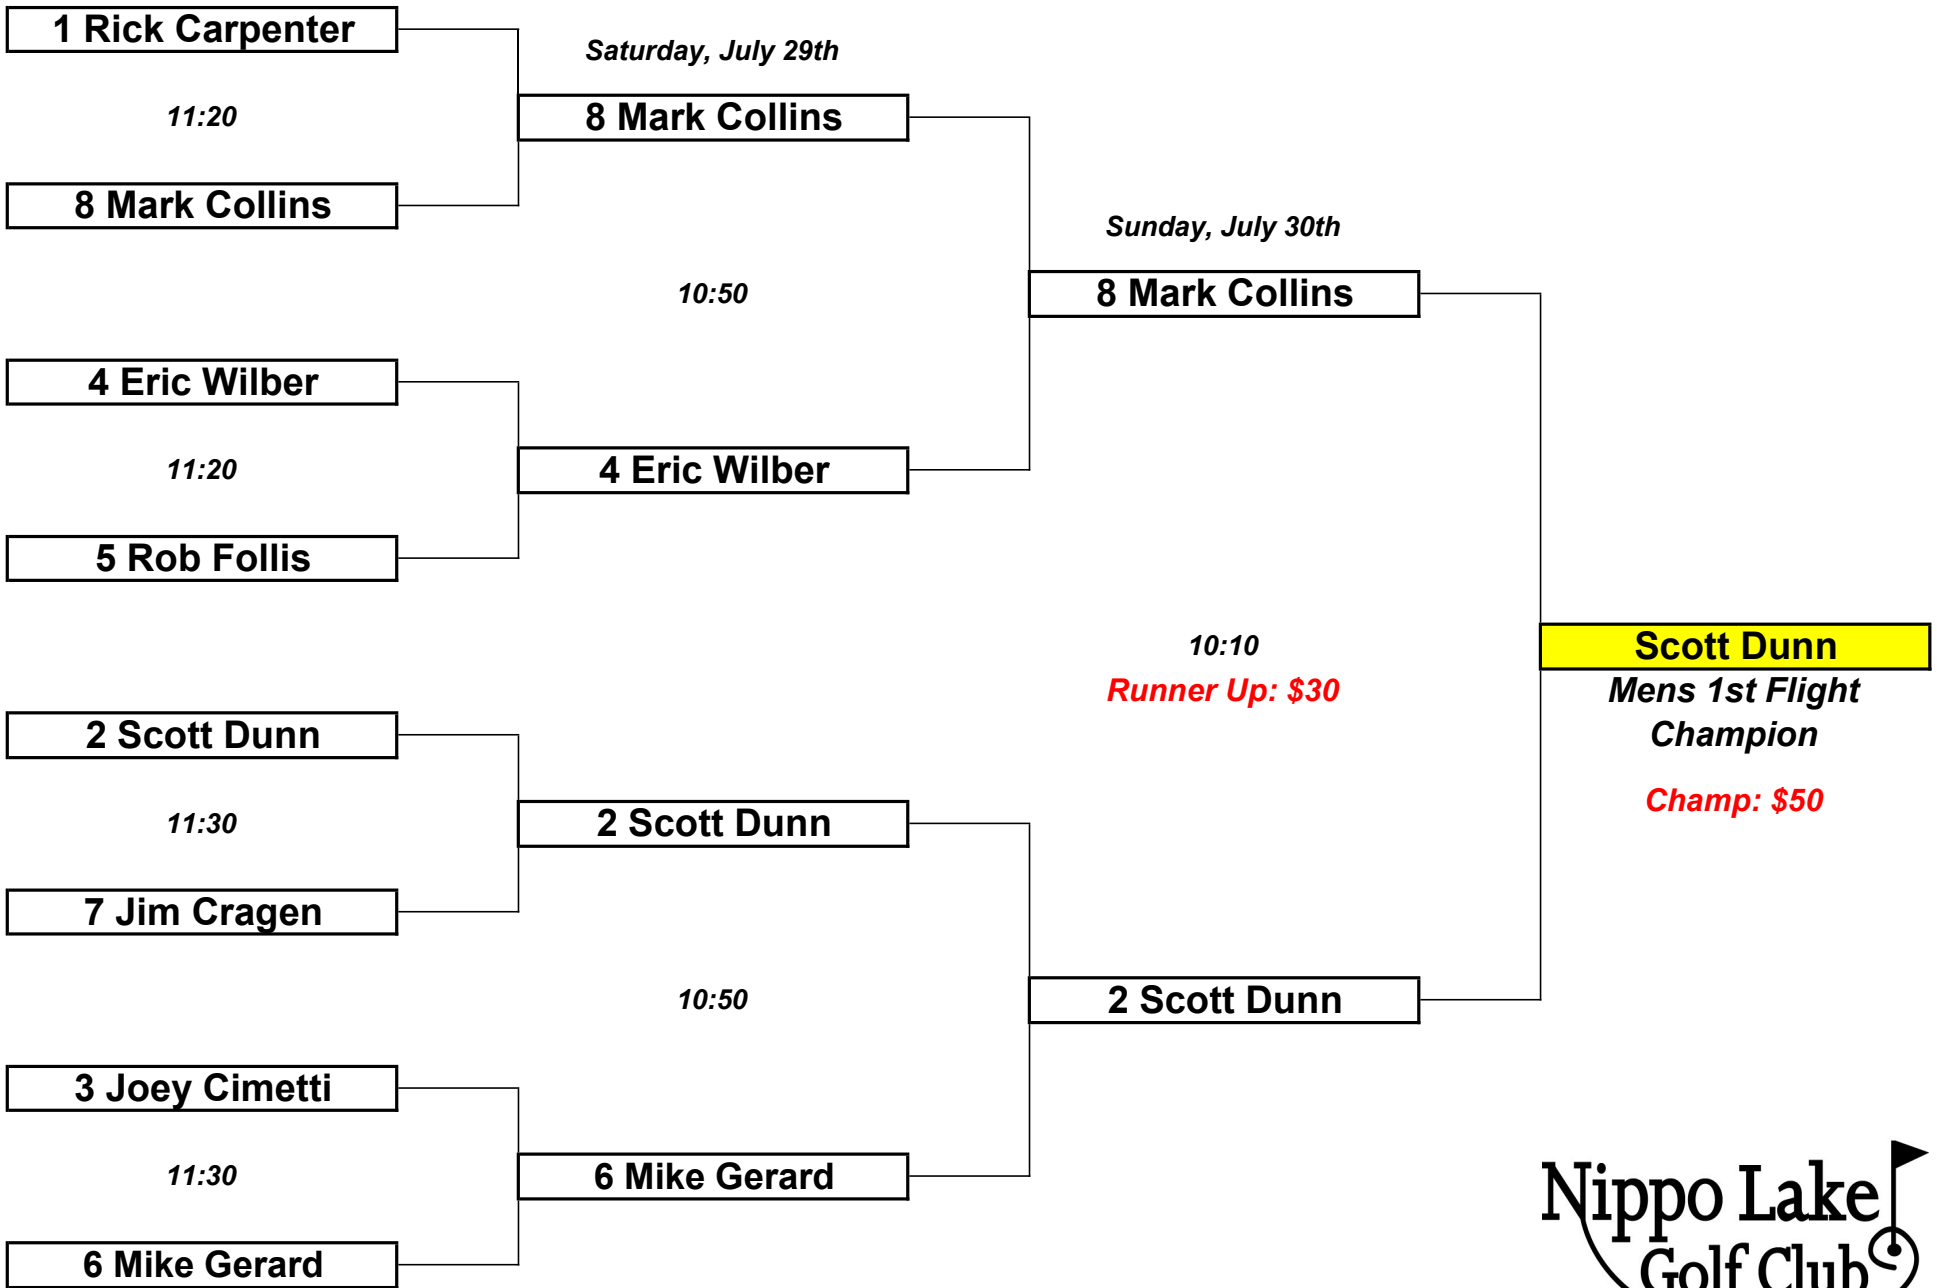 1 Rick Carpenter
Saturday, July 29th
11:20
8 Mark Collins
8 Mark Collins
Sunday, July 30th
10:50
8 Mark Collins
4 Eric Wilber
11:20
4 Eric Wilber
5 Rob Follis
10:10
Scott Dunn
Runner Up: $30
Mens 1st Flight
Champion
2 Scott Dunn
Champ: $50
11:30
2 Scott Dunn
7 Jim Cragen
10:50
2 Scott Dunn
3 Joey Cimetti
11:30
6 Mike Gerard
6 Mike Gerard
Nippo Lake
Golf Club